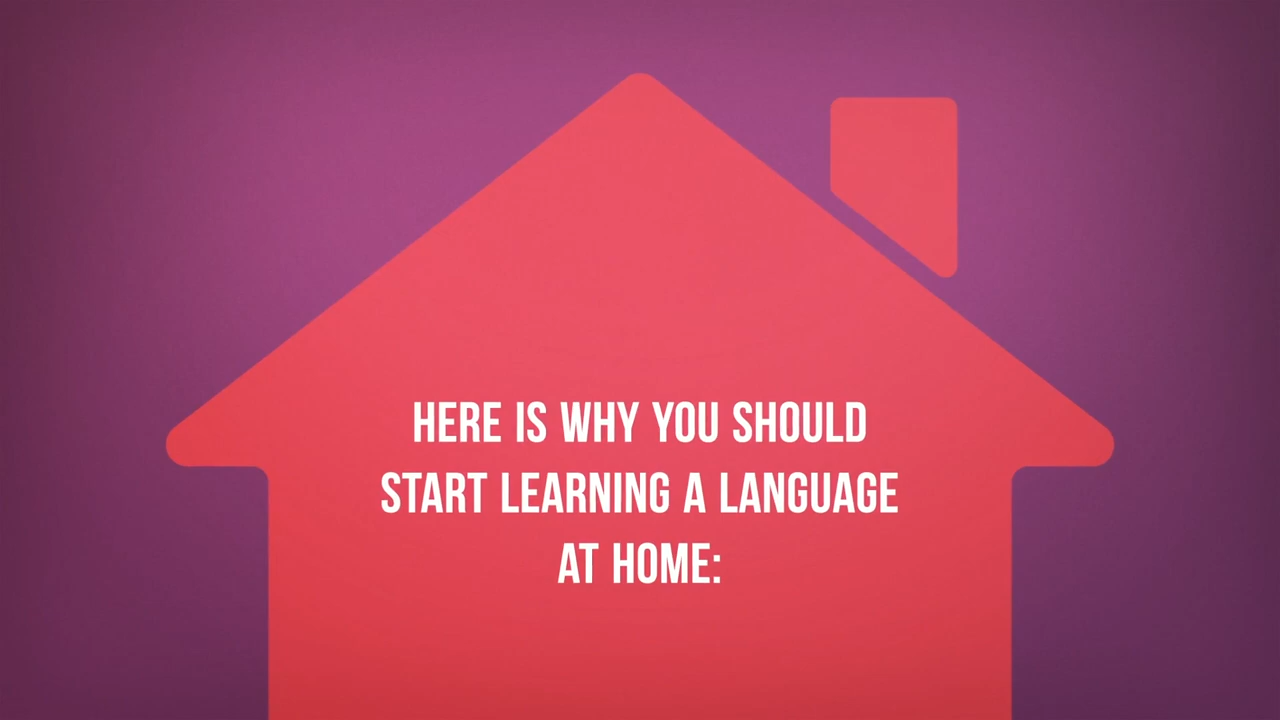 HERE IS WHY YOU SHOULD
START LEARNING A LANGUAGE
AT HOME: